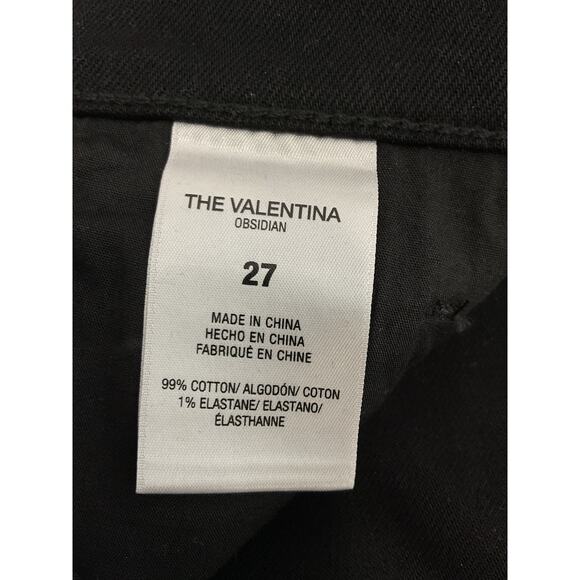 THE VALENTINA
OBSIDIAN
27
MADE IN CHINA
HECHO EN CHINA
FABRIQUÉ EN CHINE
99% COTTON/ ALGODÓN/ COTON
1% ELASTANE/ ELASTANO/
ÉLASTHANNE